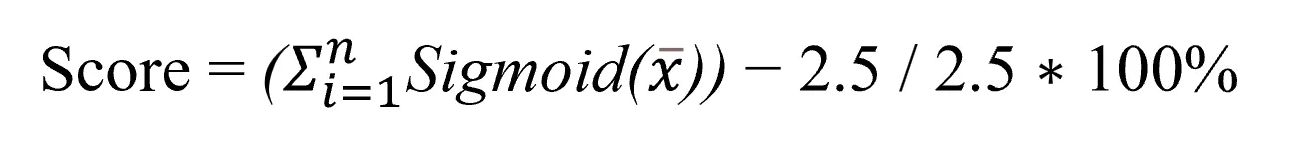 Score = (Σⁿᵢ₌₁Sigmoid(x̄)) − 2.5 / 2.5 * 100%